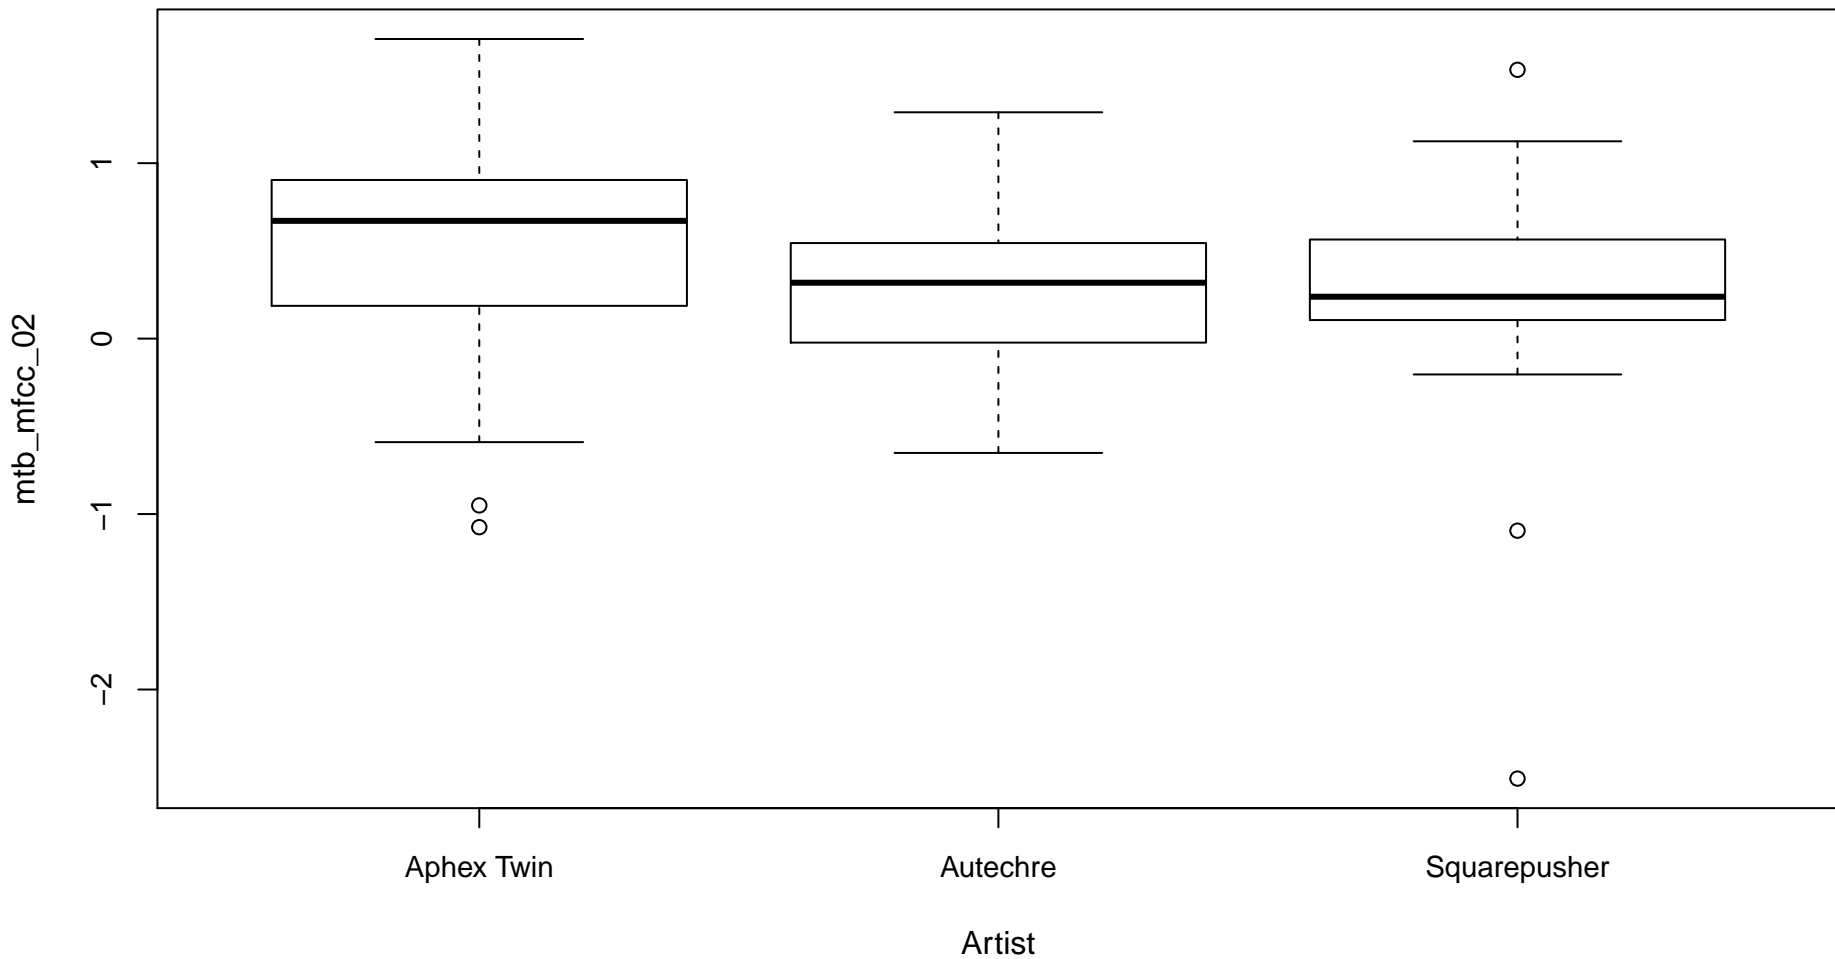 mtb_mfcc_02
1
0
−1
−2
Aphex Twin
Autechre
Squarepusher
Artist